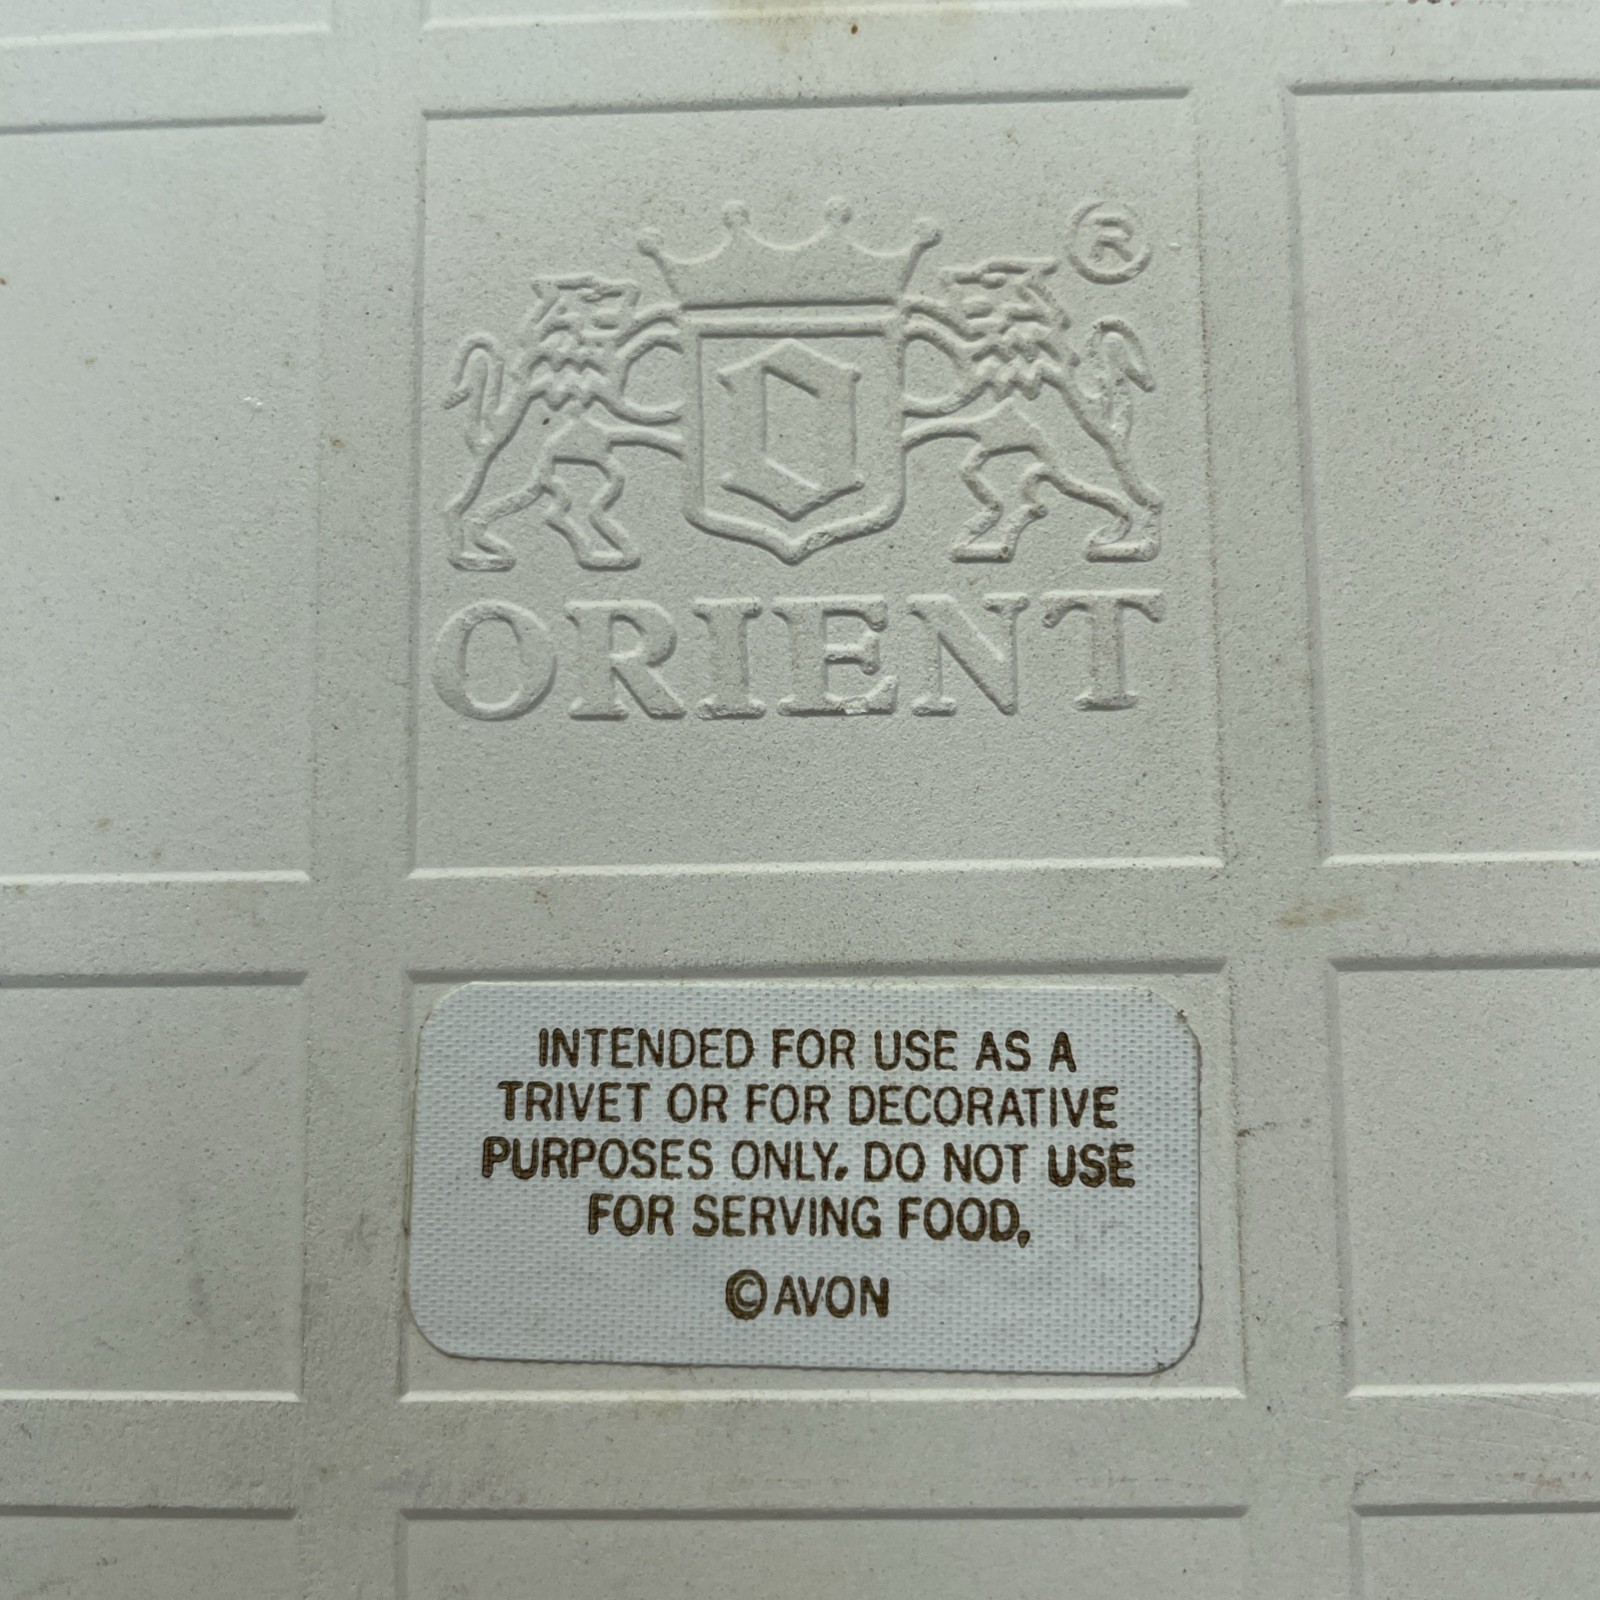 ®
ORIENT
INTENDED FOR USE AS A
TRIVET OR FOR DECORATIVE
PURPOSES ONLY. DO NOT USE
FOR SERVING FOOD.
©AVON